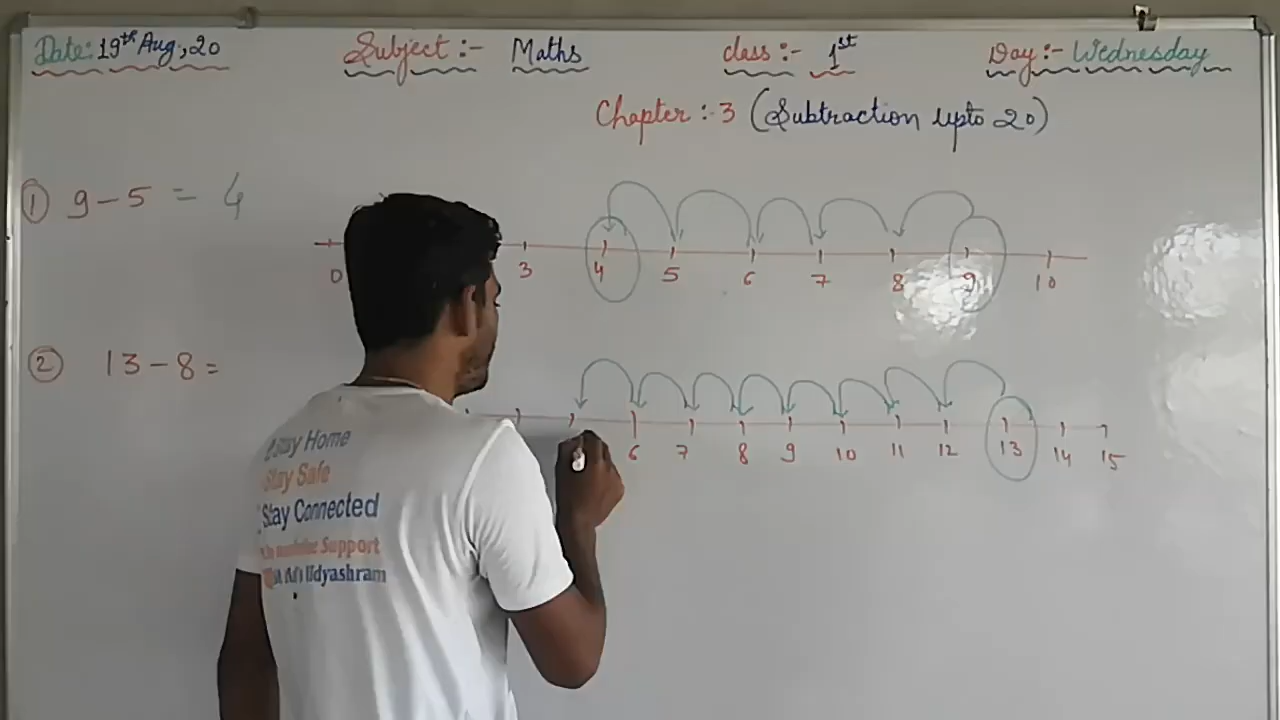 Date: 19th Aug, 20 Subject :- Maths class :- 1st Day :- Wednesday
Chapter :- 3 (Subtraction upto 20)
① 9 - 5 = 4
0 3 4 5 6 7 8 9 10
② 13 - 8 =
6 7 8 9 10 11 12 13 14 15
Stay Home
Stay Safe
Stay Connected
Support
Vidyashram